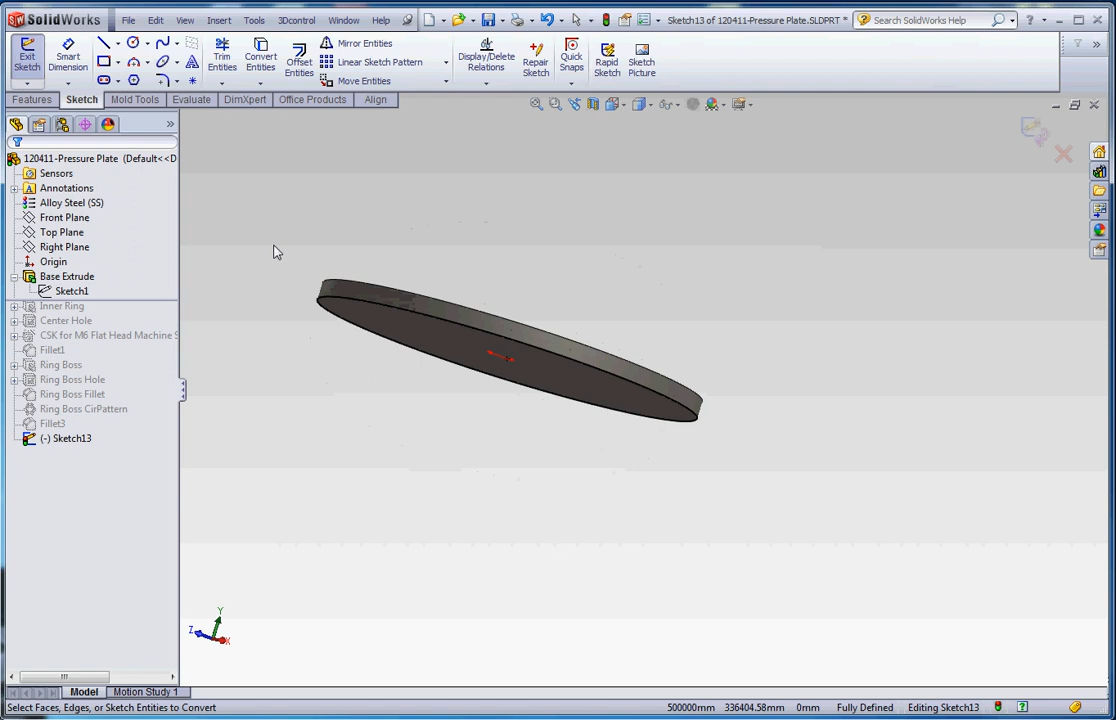 SW SOLIDWORKS File Edit View Insert Tools 3Dcontrol Window Help Sketch13 of 120411-Pressure Plate.SLDPRT * Search SolidWorks Help
Exit Sketch
Smart Dimension
Trim Entities
Convert Entities
Offset Entities
Mirror Entities
Linear Sketch Pattern
Move Entities
Display/Delete Relations
Repair Sketch
Quick Snaps
Rapid Sketch
Sketch Picture
Features Sketch Mold Tools Evaluate DimXpert Office Products Align
120411-Pressure Plate (Default<<D
Sensors
Annotations
Alloy Steel (SS)
Front Plane
Top Plane
Right Plane
Origin
Base Extrude
Sketch1
Inner Ring
Center Hole
CSK for M6 Flat Head Machine S
Fillet1
Ring Boss
Ring Boss Hole
Ring Boss Fillet
Ring Boss CirPattern
Fillet3
(-) Sketch13
Y
Z
X
Model Motion Study 1
Select Faces, Edges, or Sketch Entities to Convert 500000mm 336404.58mm 0mm Fully Defined Editing Sketch13